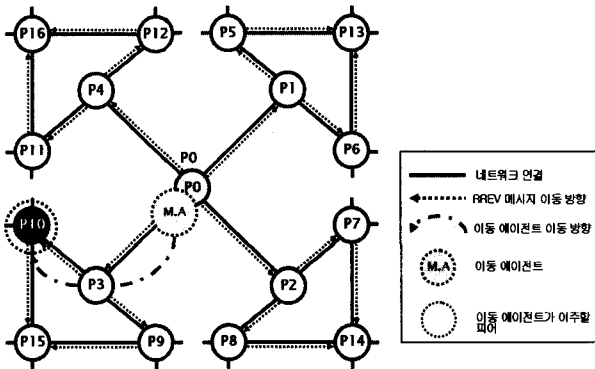 P16
P12
P5
P13
P4
P1
P11
P6
P0
P0
M.A
P10
P7
P3
P2
P15
P9
P8
P14
네트워크 연결
RREV 메시지 이동 방향
이동 에이전트 이동 방향
M.A
이동 에이전트
이동 에이전트가 이주할
피어